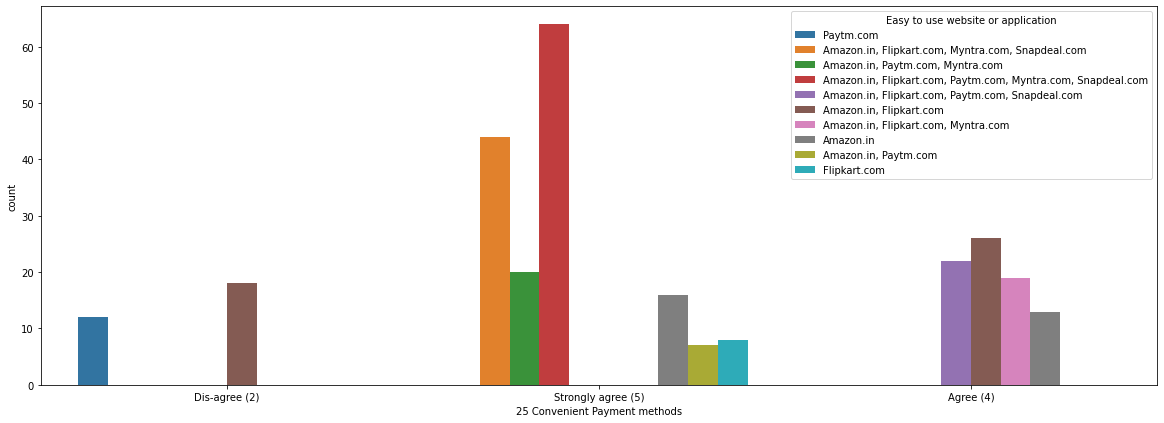 Easy to use website or application
Paytm.com
Amazon.in, Flipkart.com, Myntra.com, Snapdeal.com
Amazon.in, Paytm.com, Myntra.com
Amazon.in, Flipkart.com, Paytm.com, Myntra.com, Snapdeal.com
Amazon.in, Flipkart.com, Paytm.com, Snapdeal.com
Amazon.in, Flipkart.com
Amazon.in, Flipkart.com, Myntra.com
Amazon.in
Amazon.in, Paytm.com
Flipkart.com
count
60
50
40
30
20
10
0
Dis-agree (2)
Strongly agree (5)
Agree (4)
25 Convenient Payment methods